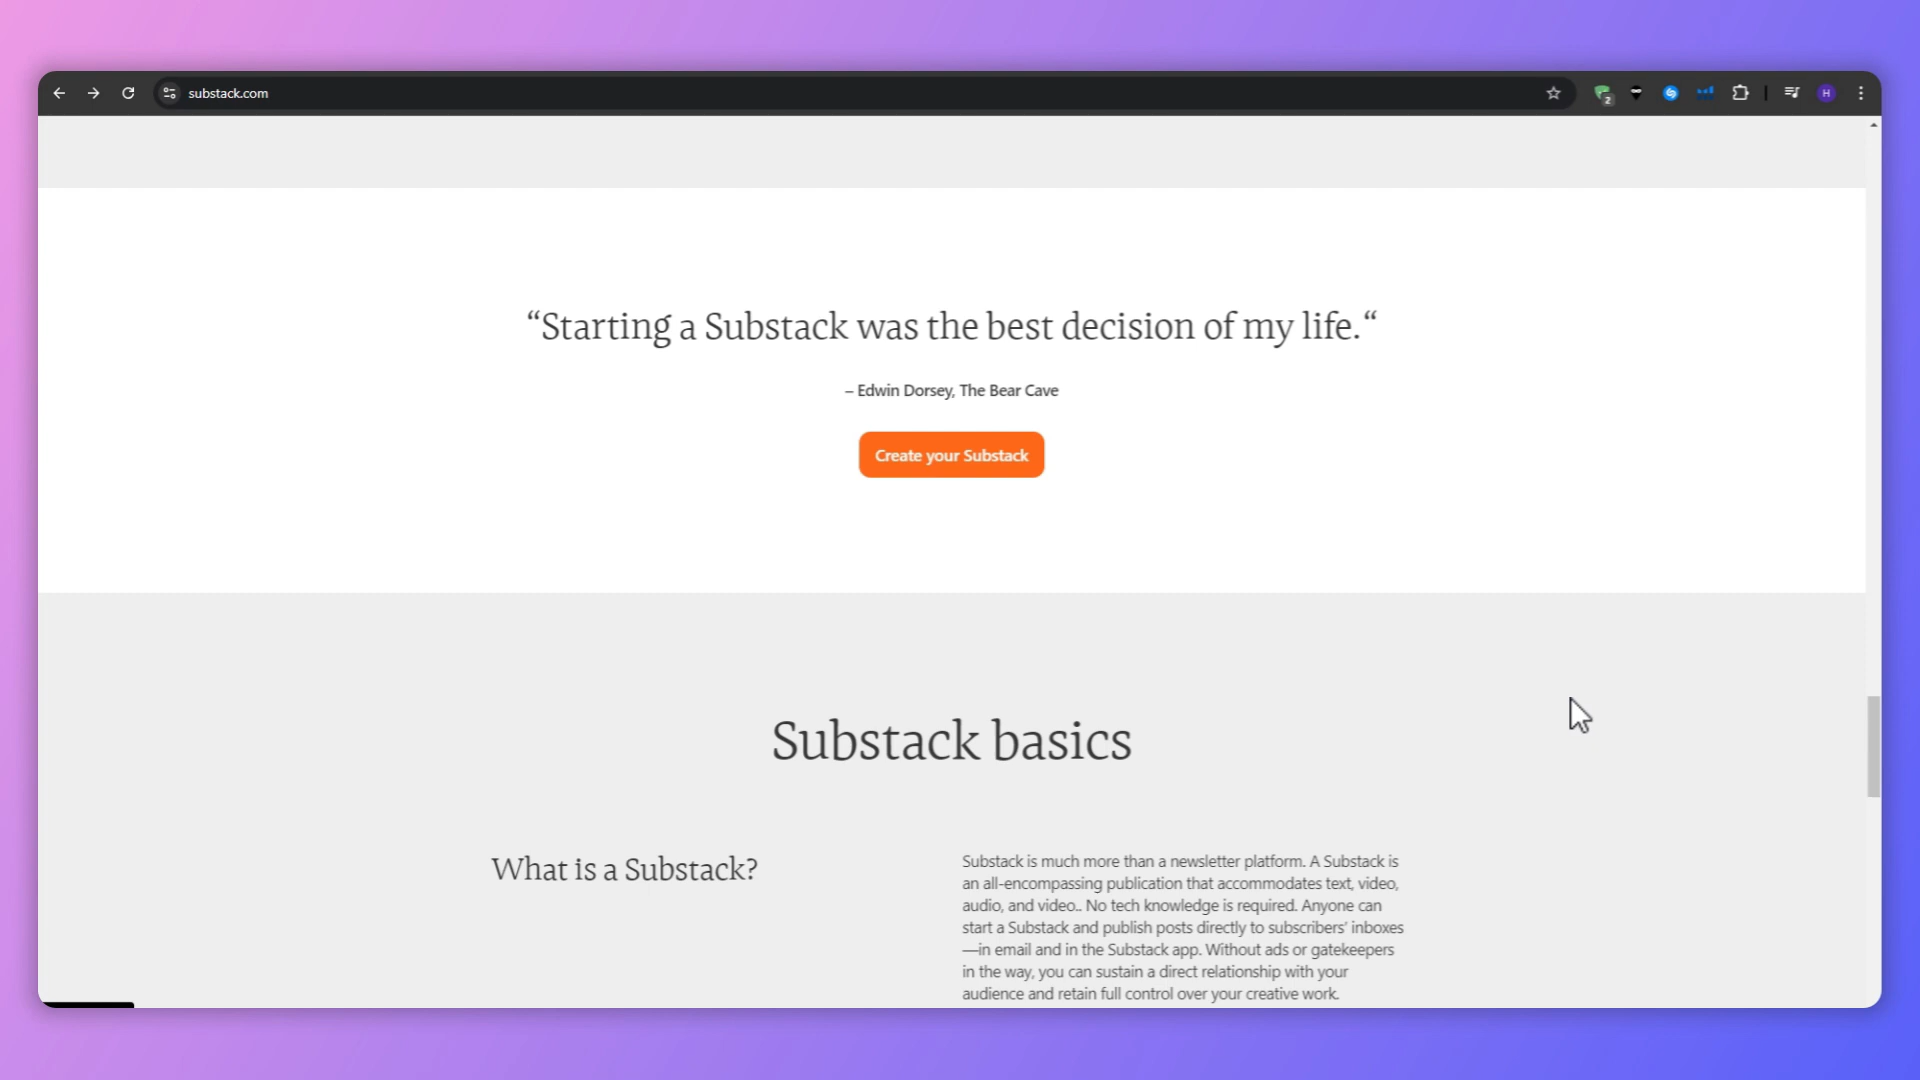 substack.com
2
H
“Starting a Substack was the best decision of my life.“
– Edwin Dorsey, The Bear Cave
Create your Substack
Substack basics
What is a Substack?
Substack is much more than a newsletter platform. A Substack is
an all-encompassing publication that accommodates text, video,
audio, and video.. No tech knowledge is required. Anyone can
start a Substack and publish posts directly to subscribers’ inboxes
—in email and in the Substack app. Without ads or gatekeepers
in the way, you can sustain a direct relationship with your
audience and retain full control over your creative work.